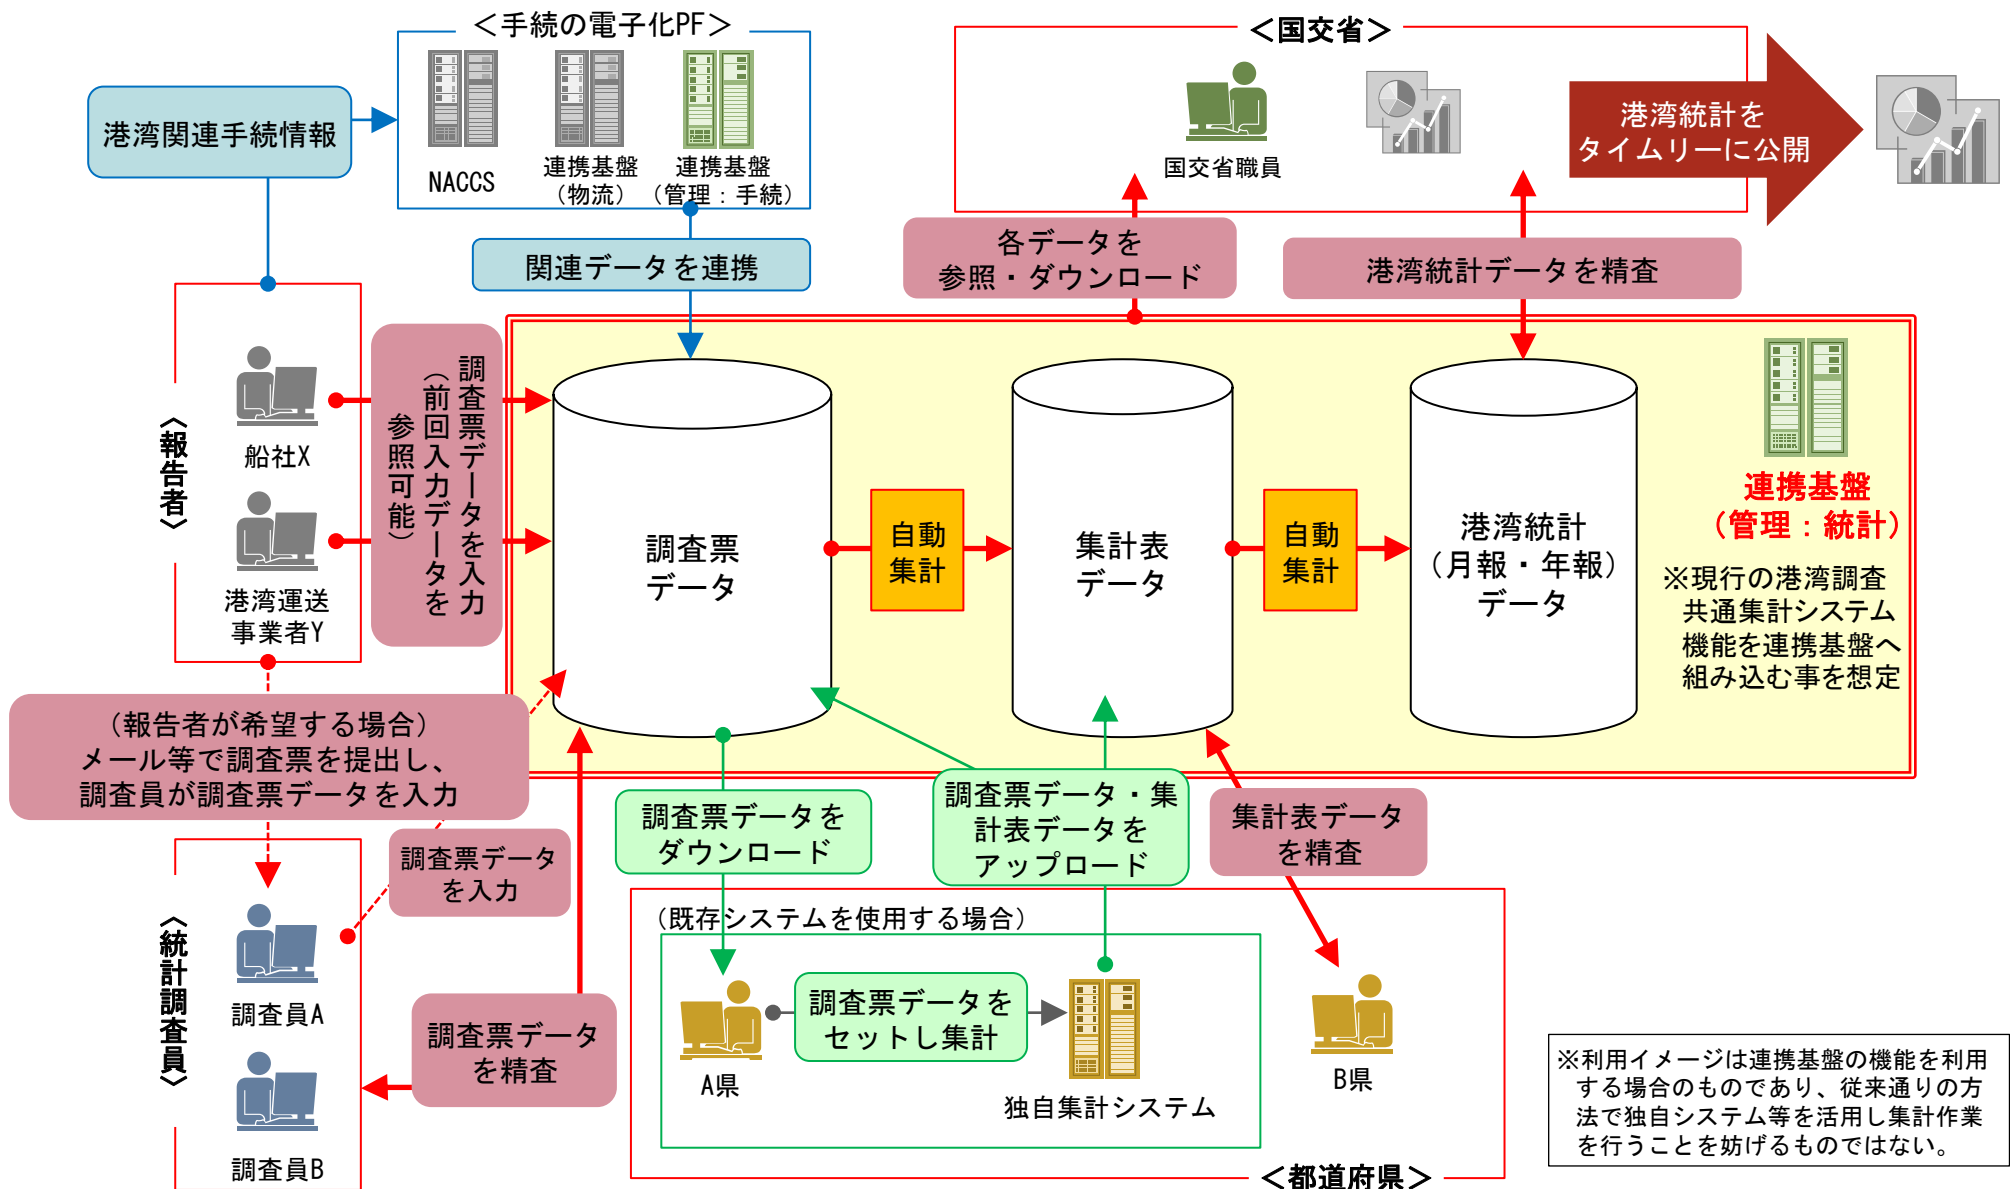 ＜手続の電子化PF＞
NACCS
連携基盤
（物流）
連携基盤
（管理：手続）
港湾関連手続情報
関連データを連携
＜国交省＞
国交省職員
港湾統計を
タイムリーに公開
各データを
参照・ダウンロード
港湾統計データを精査
＜報告者＞
船社X
港湾運送
事業者Y
調査票データを入力
（前回入力データを
参照可能）
調査票
データ
自動
集計
集計表
データ
自動
集計
港湾統計
（月報・年報）
データ
連携基盤
（管理：統計）
※現行の港湾調査
共通集計システム
機能を連携基盤へ
組み込む事を想定
（報告者が希望する場合）
メール等で調査票を提出し、
調査員が調査票データを入力
調査票データ
を入力
＜統計調査員＞
調査員A
調査員B
調査票データ
を精査
調査票データを
ダウンロード
調査票データ・集
計表データを
アップロード
集計表データ
を精査
（既存システムを使用する場合）
A県
調査票データを
セットし集計
独自集計システム
B県
＜都道府県＞
※利用イメージは連携基盤の機能を利用
する場合のものであり、従来通りの方
法で独自システム等を活用し集計作業
を行うことを妨げるものではない。